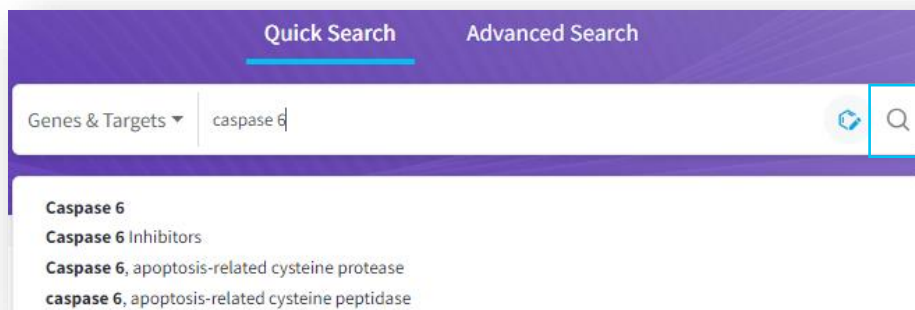 Quick Search Advanced Search
Genes & Targets caspase 6
Caspase 6
Caspase 6 Inhibitors
Caspase 6, apoptosis-related cysteine protease
caspase 6, apoptosis-related cysteine peptidase